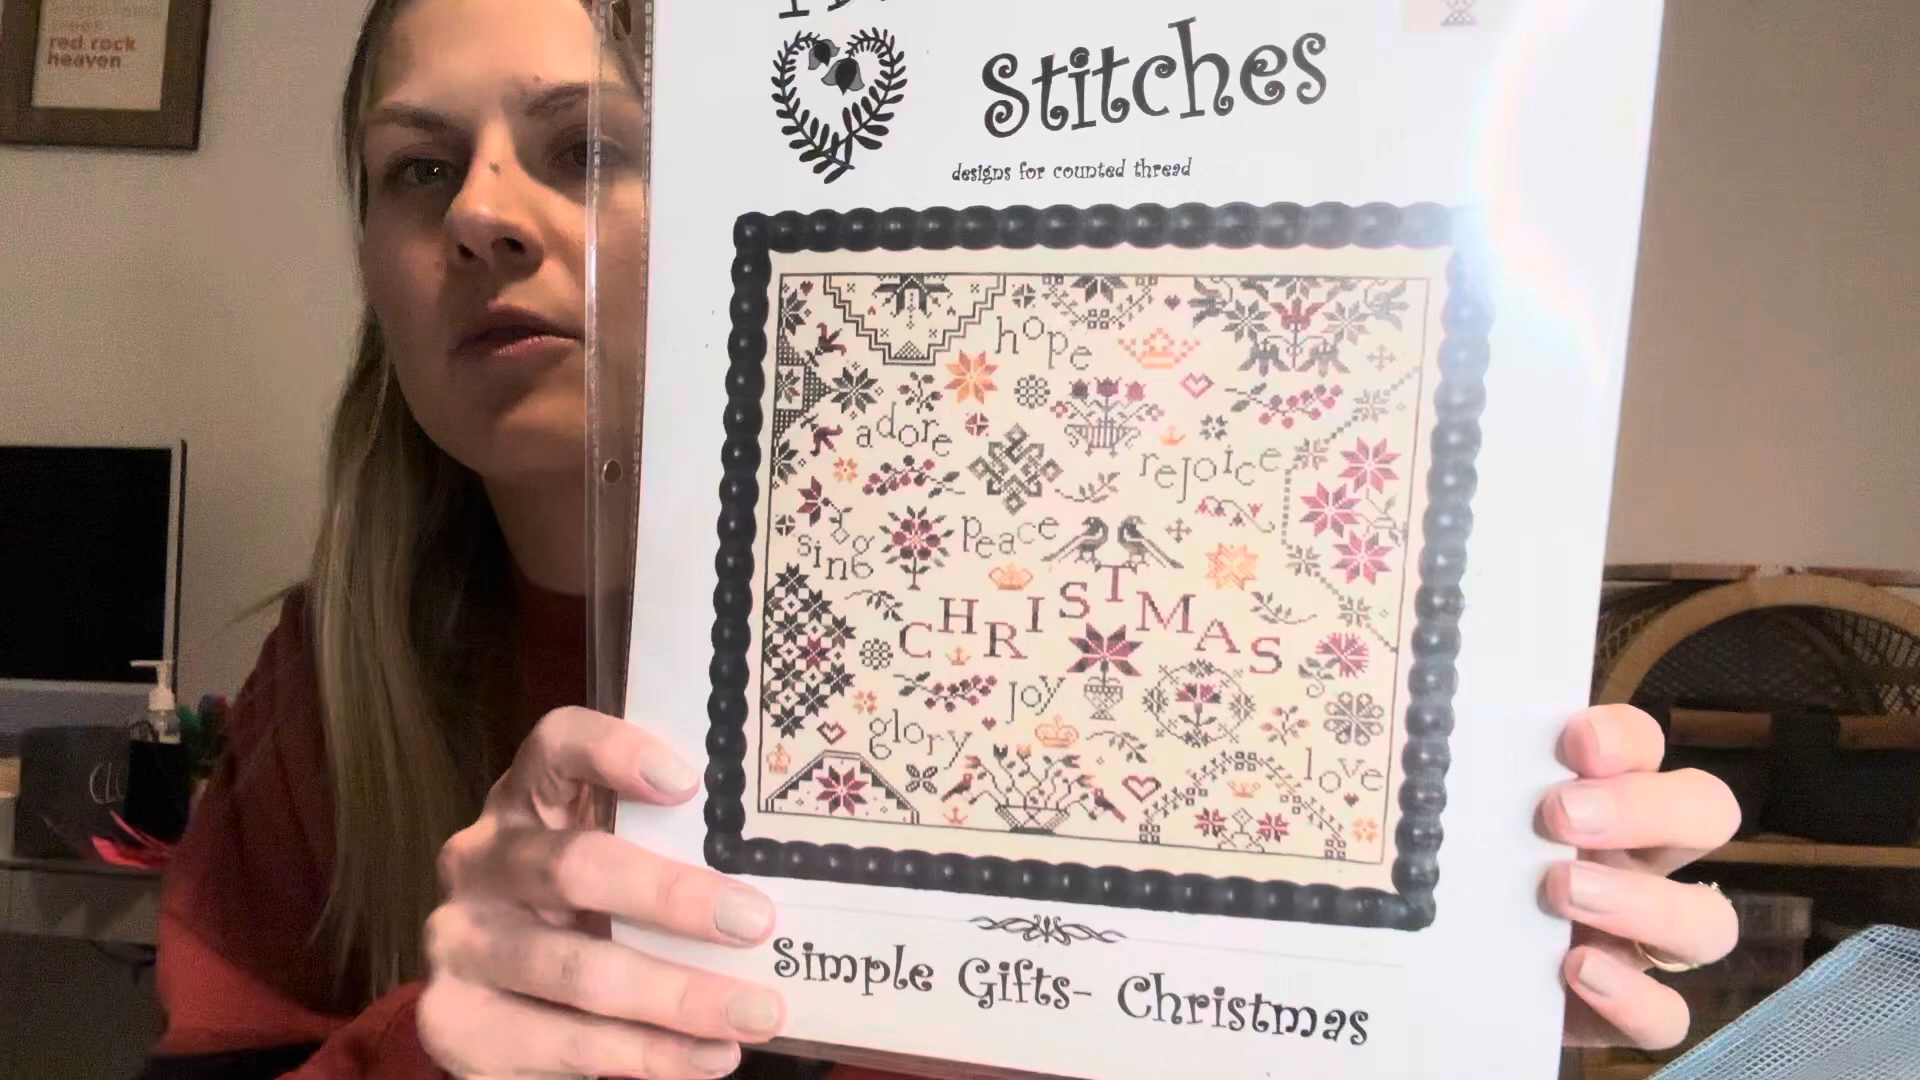 red rock
heaven
Stitches
designs for counted thread
hope
adore
rejoice
peace
sing
CHRISTMAS
joy
glory
love
Simple Gifts- Christmas